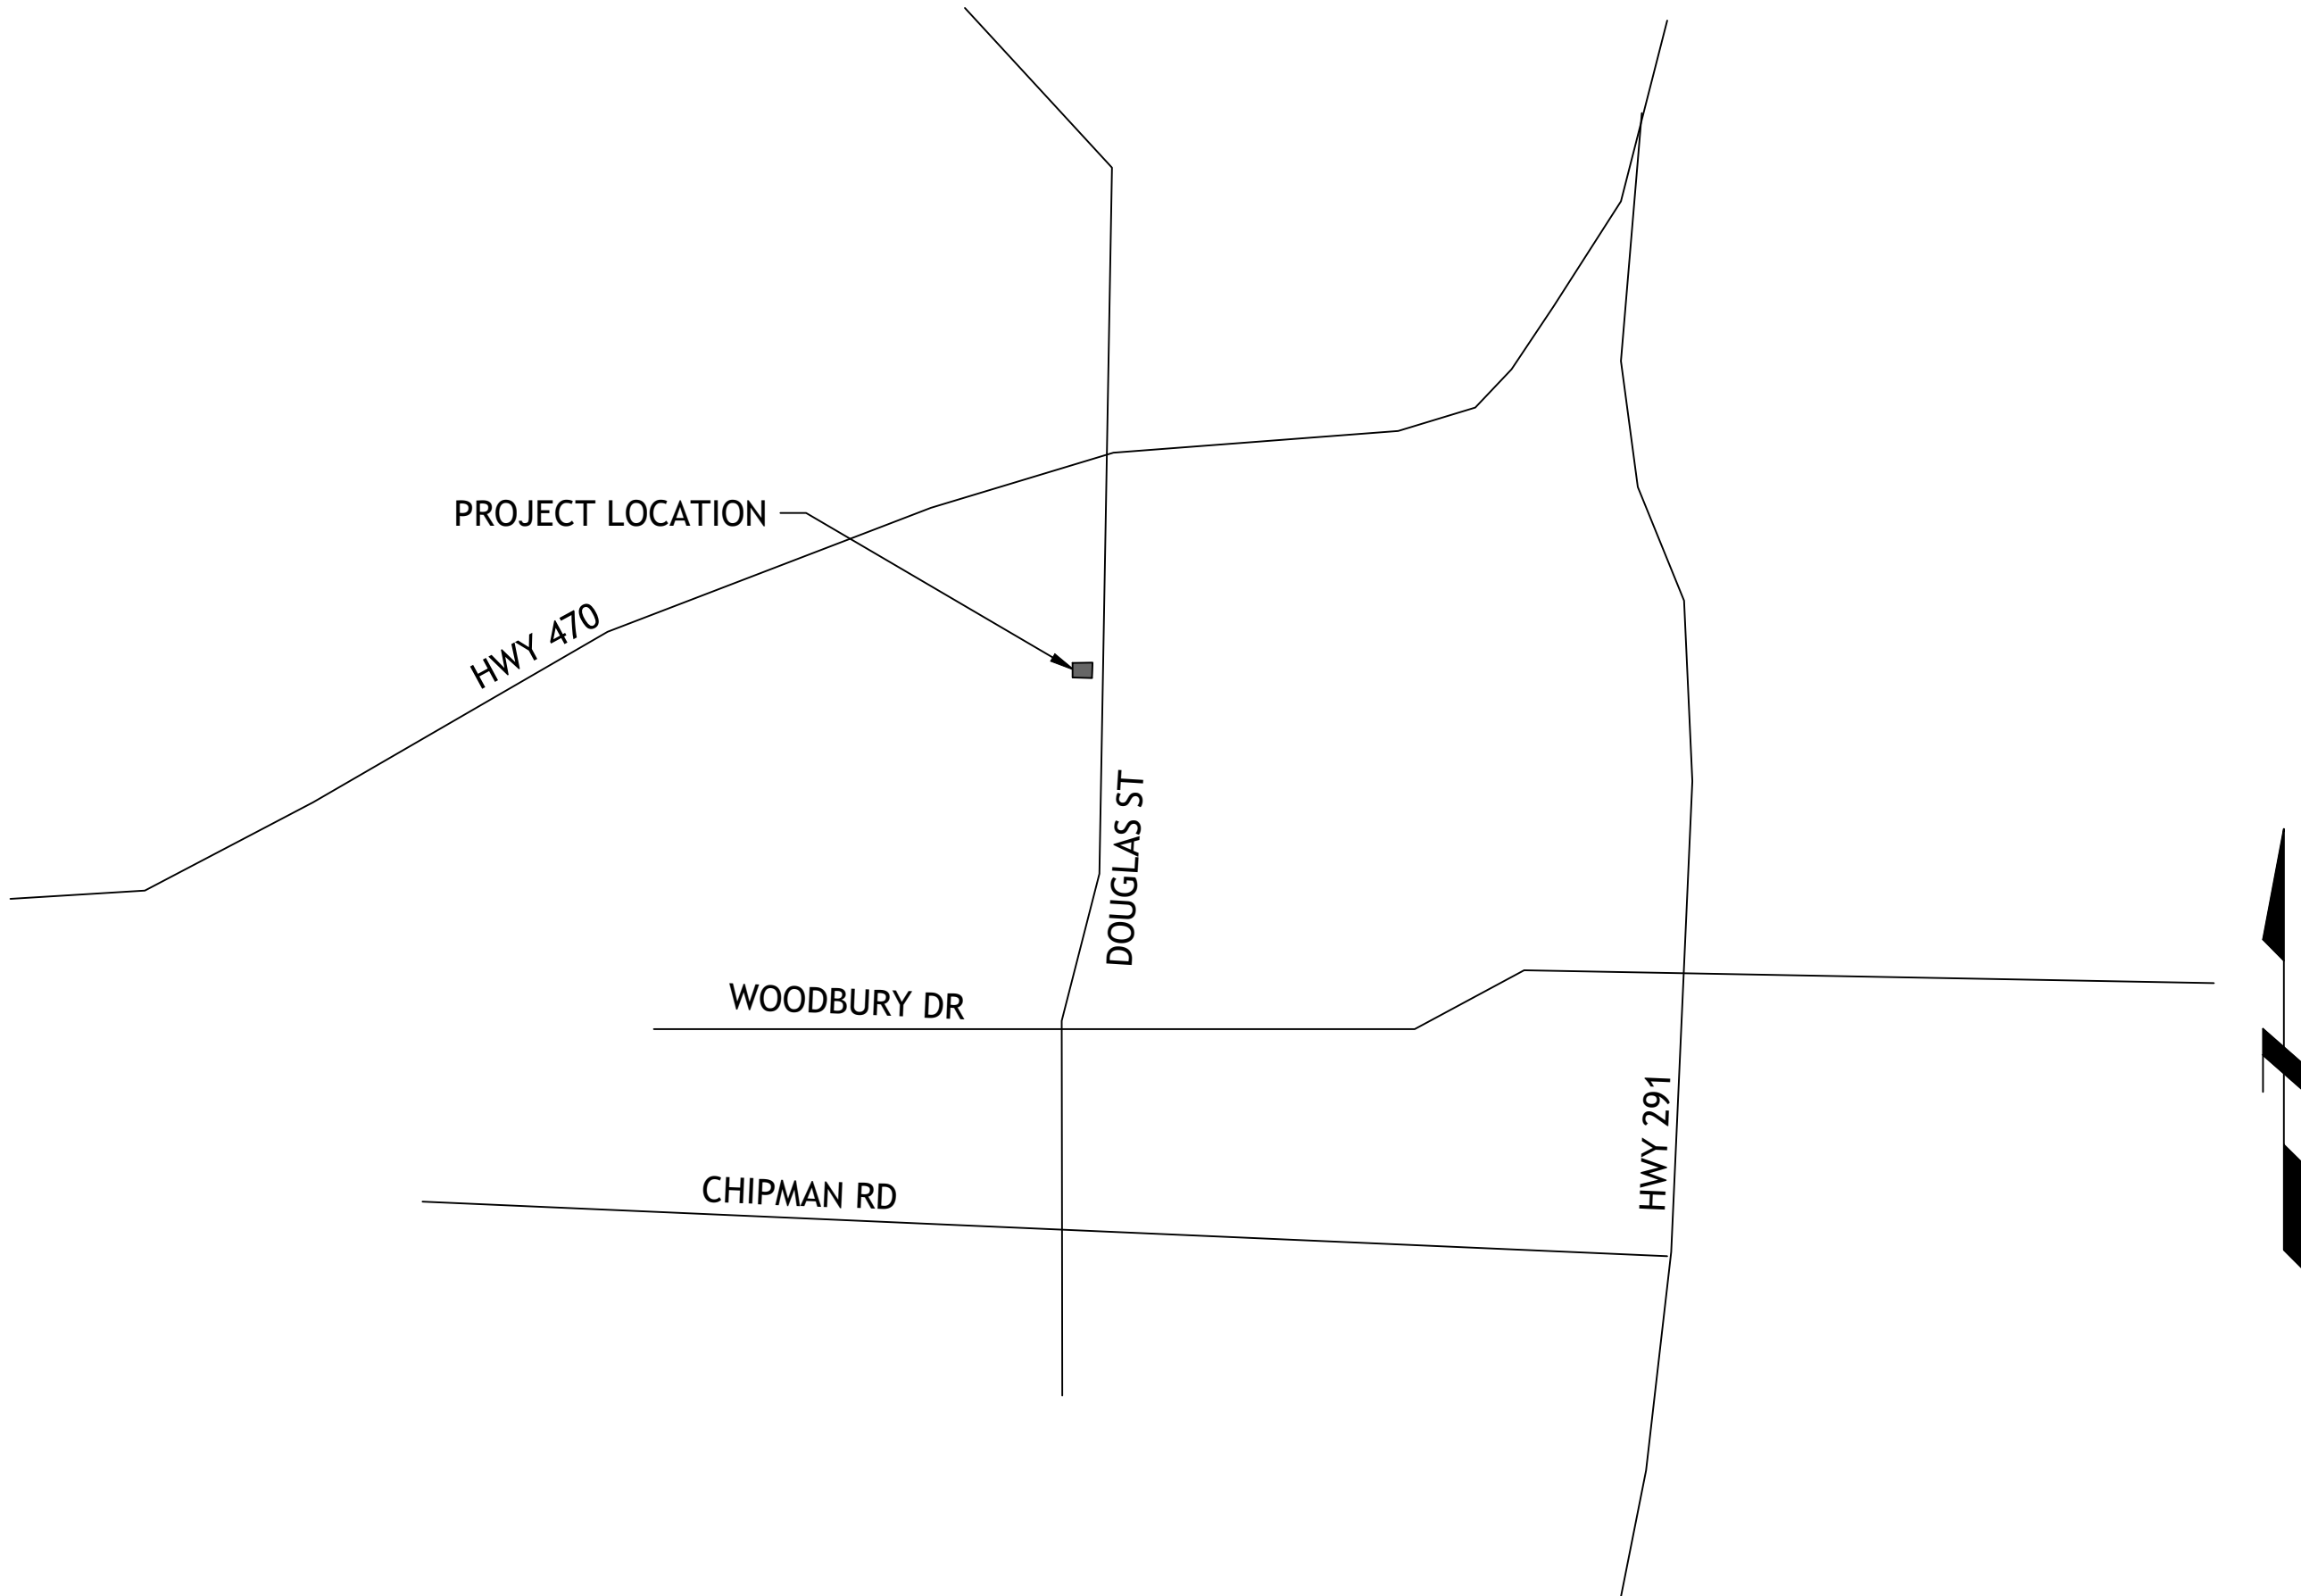 PROJECT LOCATION
HWY 470
DOUGLAS ST
WOODBURY DR
HWY 291
CHIPMAN RD